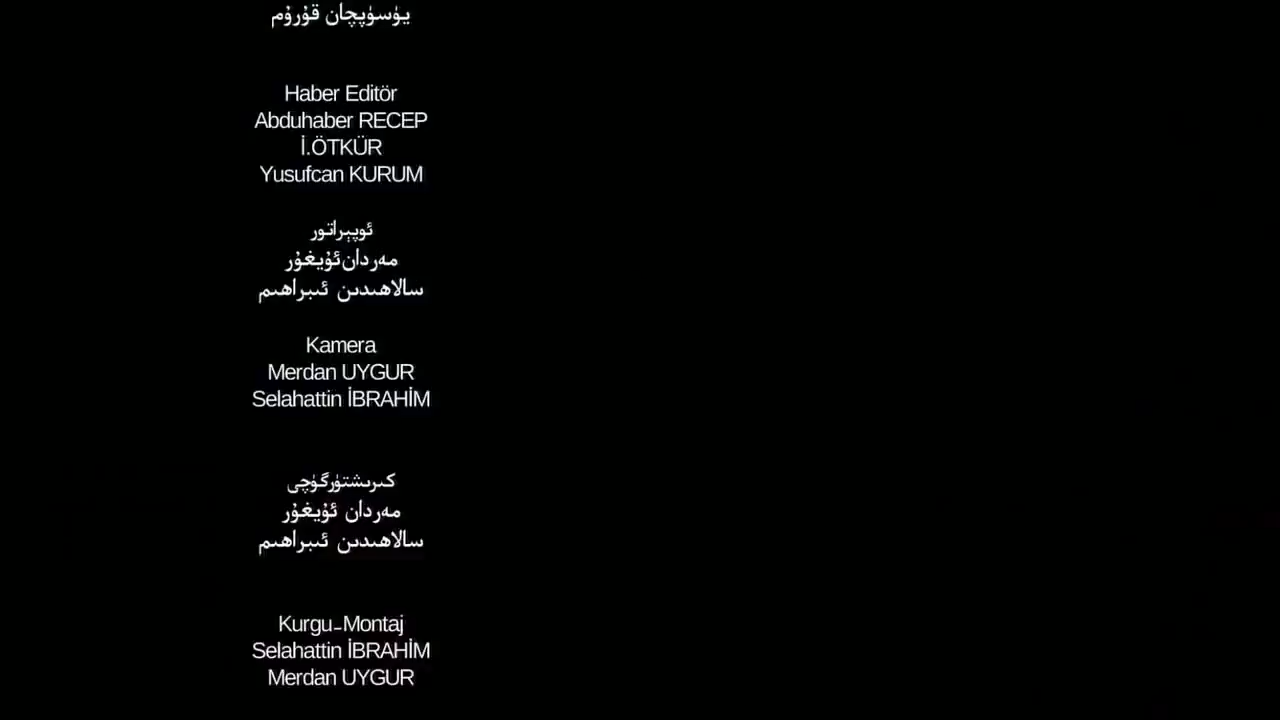 يۈسۈپچان قۇرۇم
Haber Editör
Abduhaber RECEP
İ.ÖTKÜR
Yusufcan KURUM
ئوپېراتور
مەردان ئۇيغۇر
سالاھىدىن ئىبراھىم
Kamera
Merdan UYGUR
Selahattin İBRAHİM
كىرىشتۈرگۈچى
مەردان ئۇيغۇر
سالاھىدىن ئىبراھىم
Kurgu-Montaj
Selahattin İBRAHİM
Merdan UYGUR